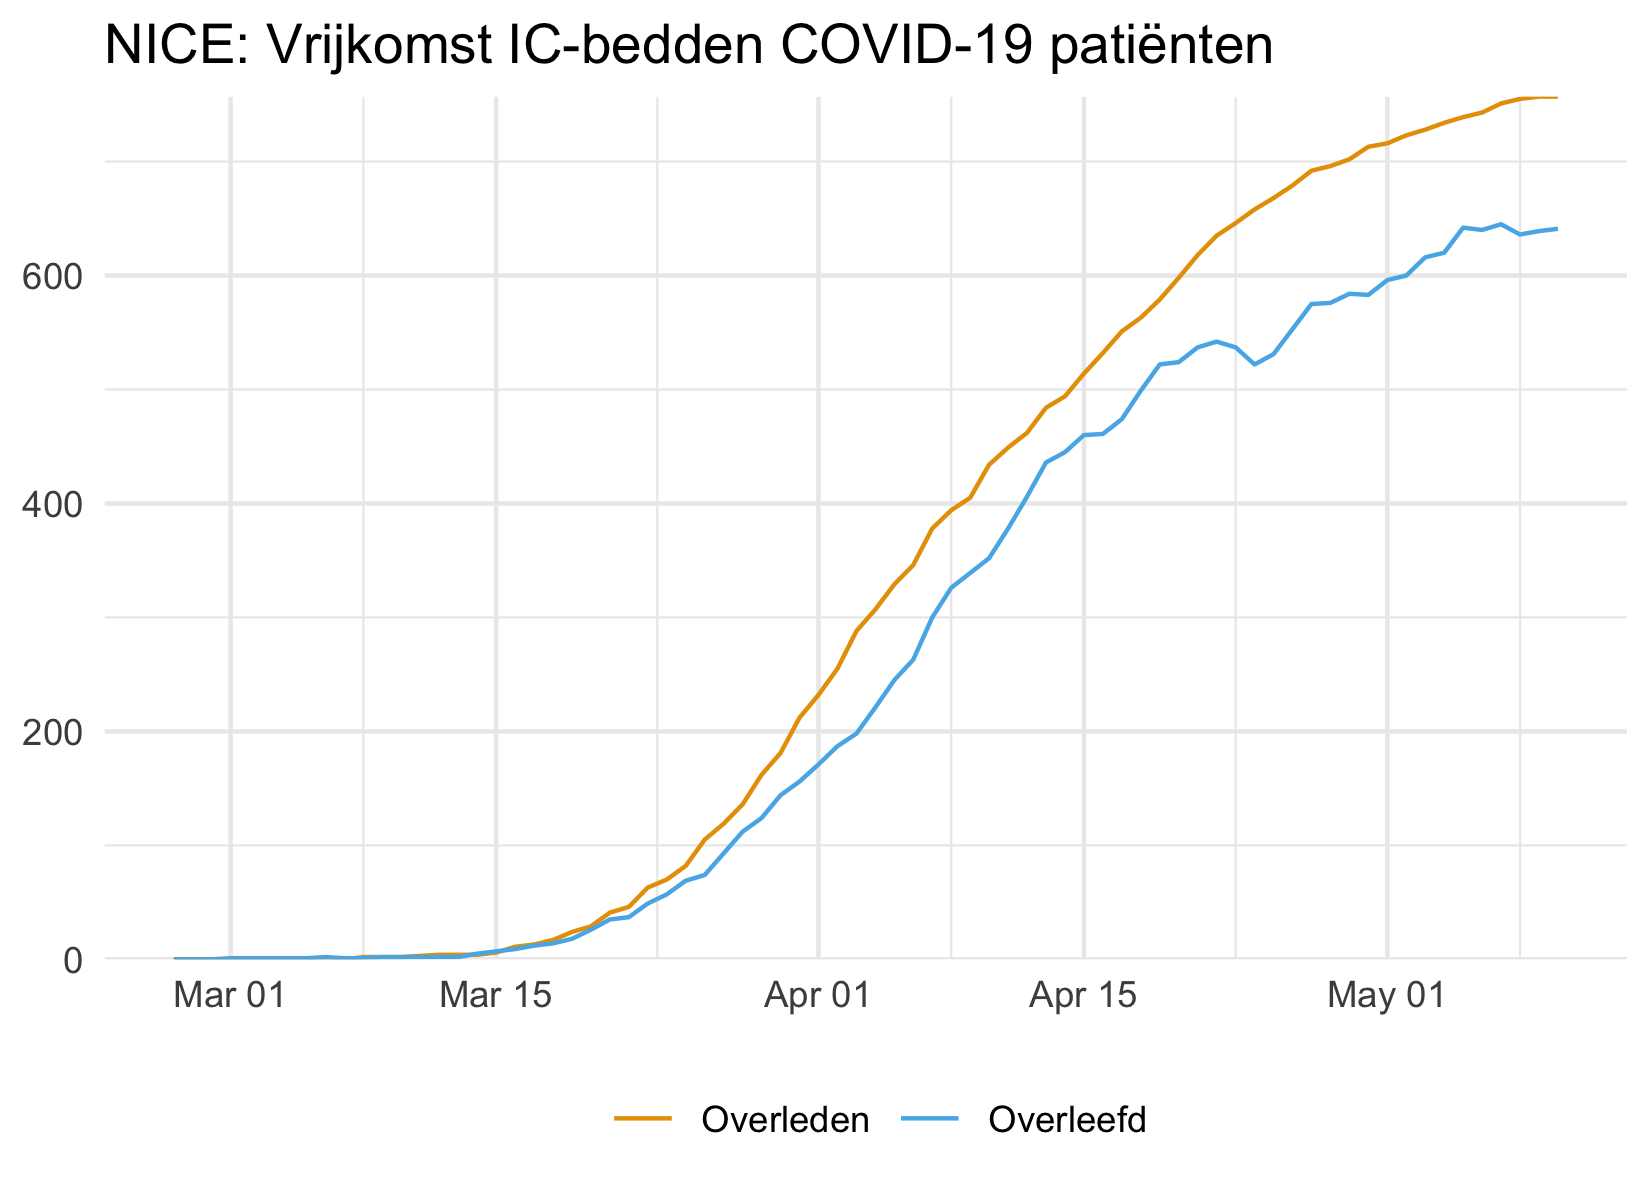 NICE: Vrijkomst IC-bedden COVID-19 patiënten
600
400
200
0
Mar 01 Mar 15 Apr 01 Apr 15 May 01
Overleden Overleefd